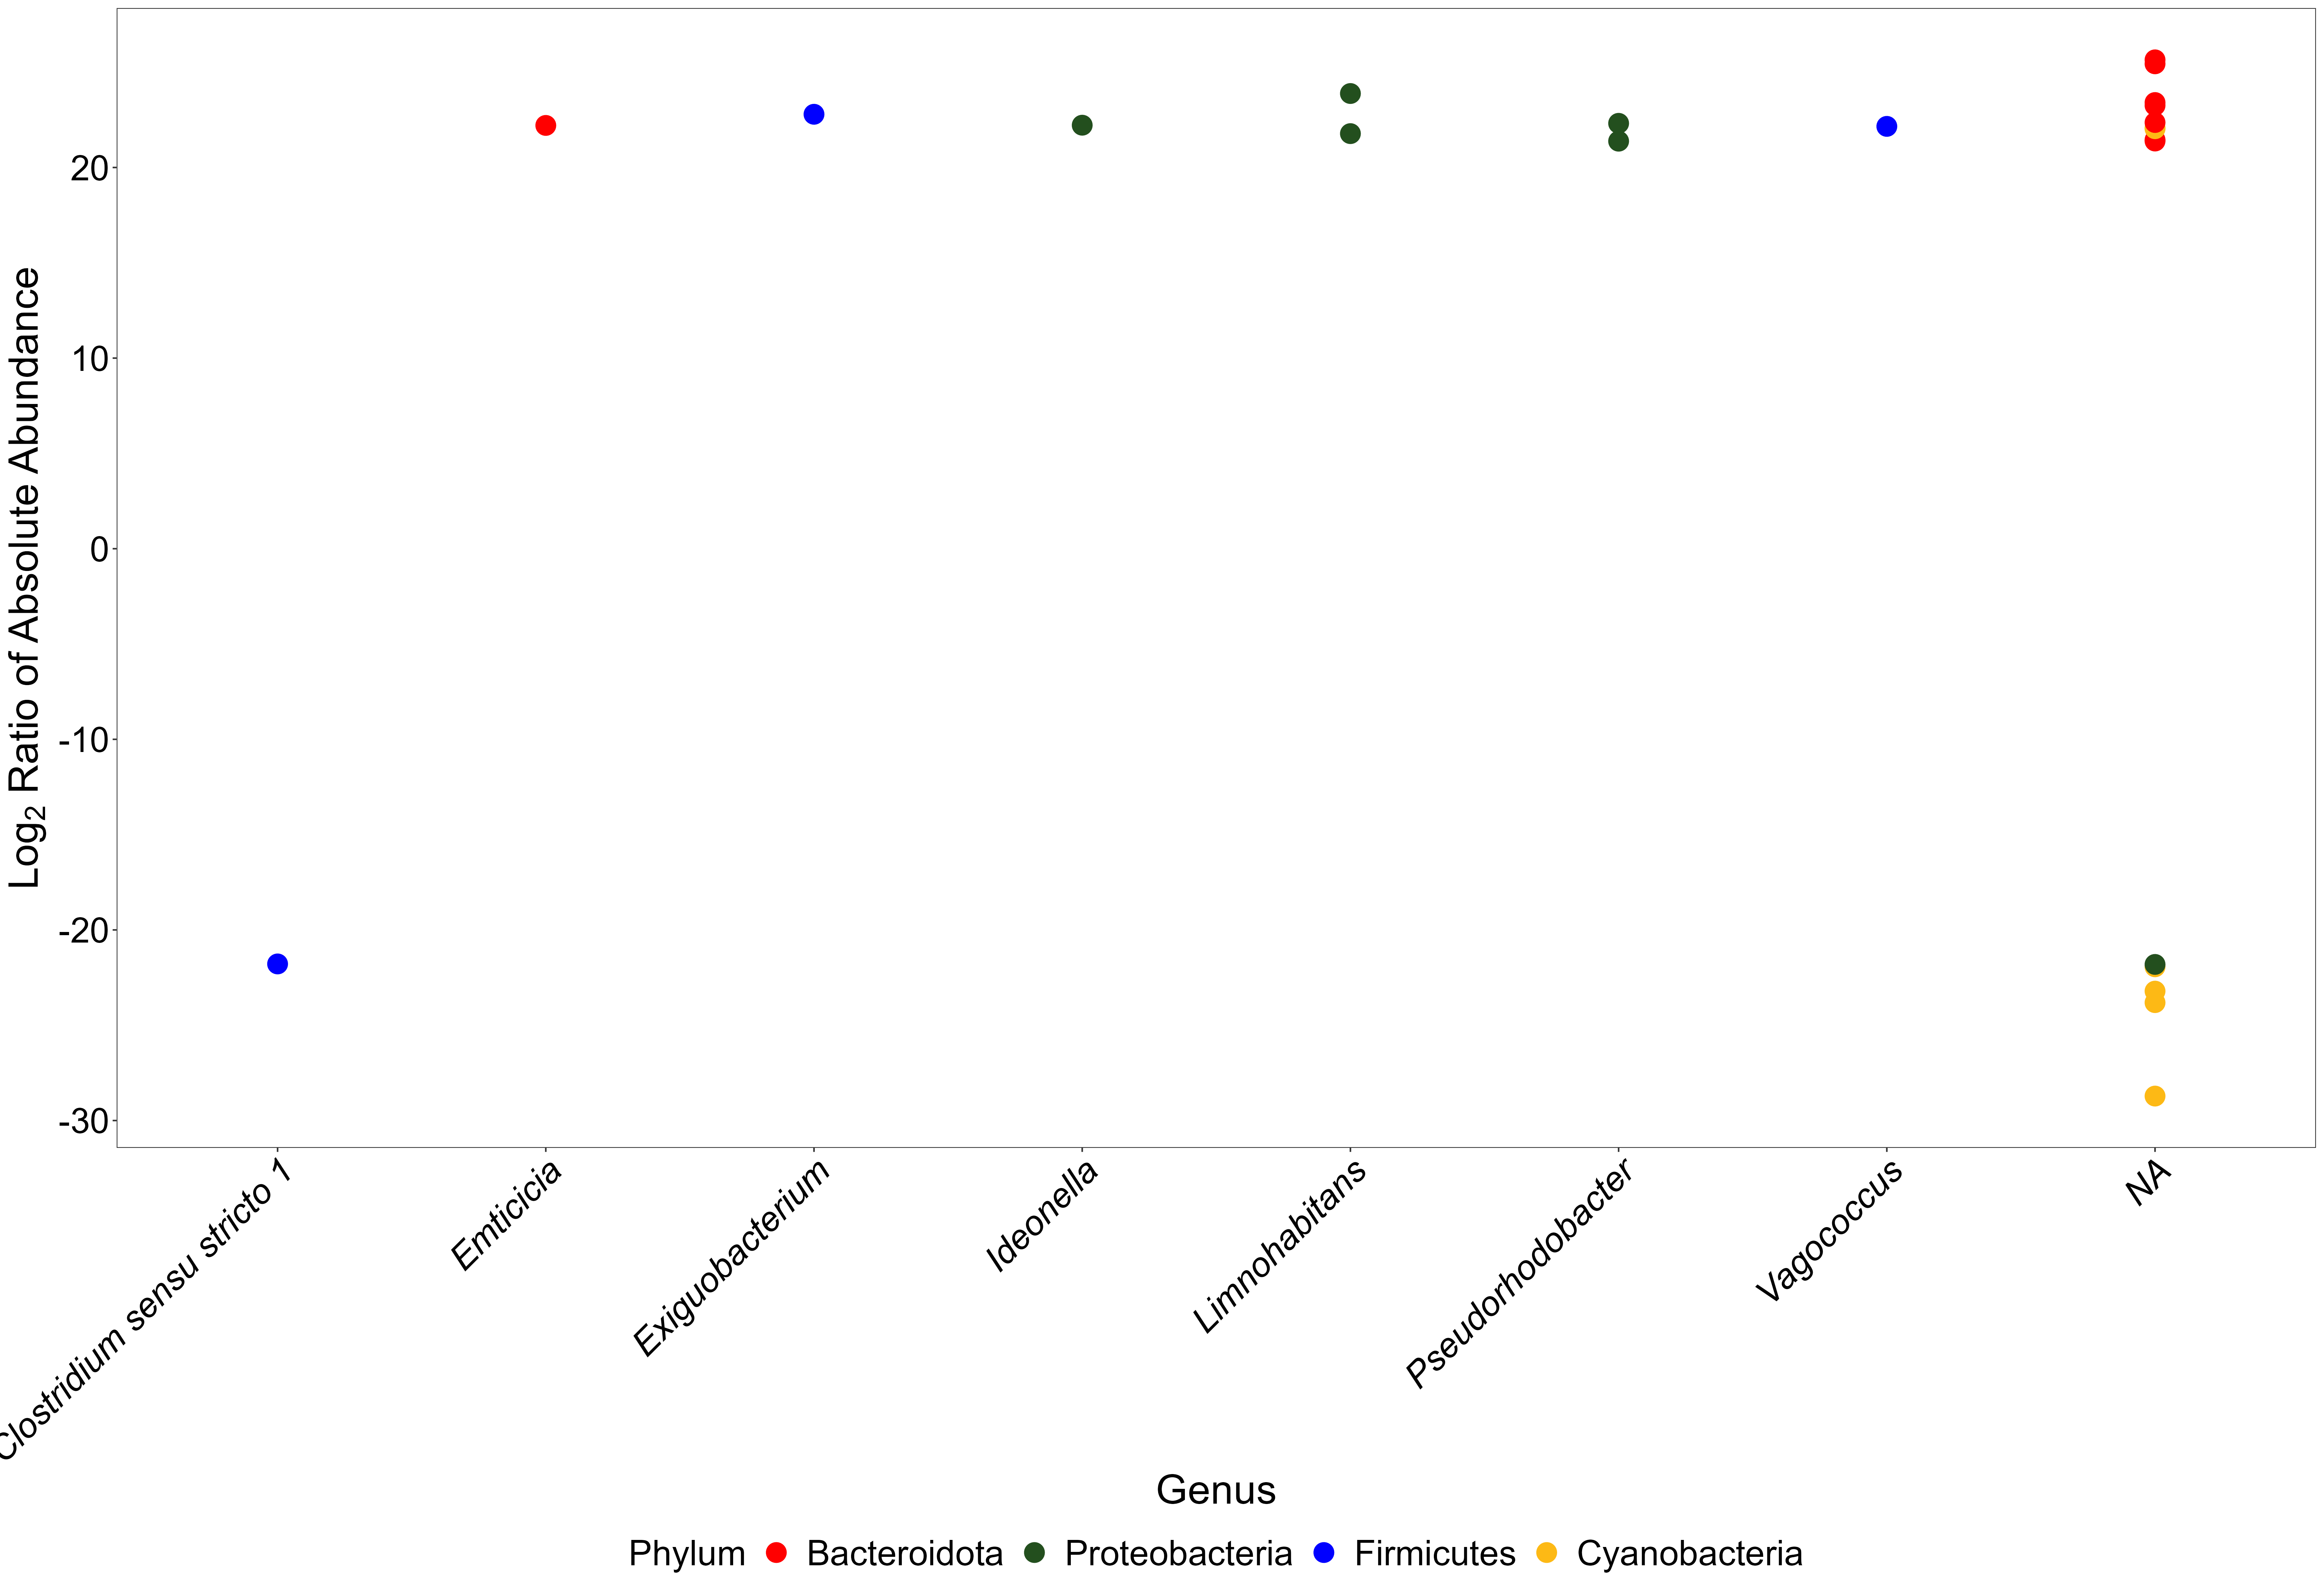 Log2 Ratio of Absolute Abundance
20
10
0
-10
-20
-30
Clostridium sensu stricto 1
Emticicia
Exiguobacterium
Ideonella
Limnohabitans
Pseudorhodobacter
Vagococcus
NA
Genus
Phylum Bacteroidota Proteobacteria Firmicutes Cyanobacteria